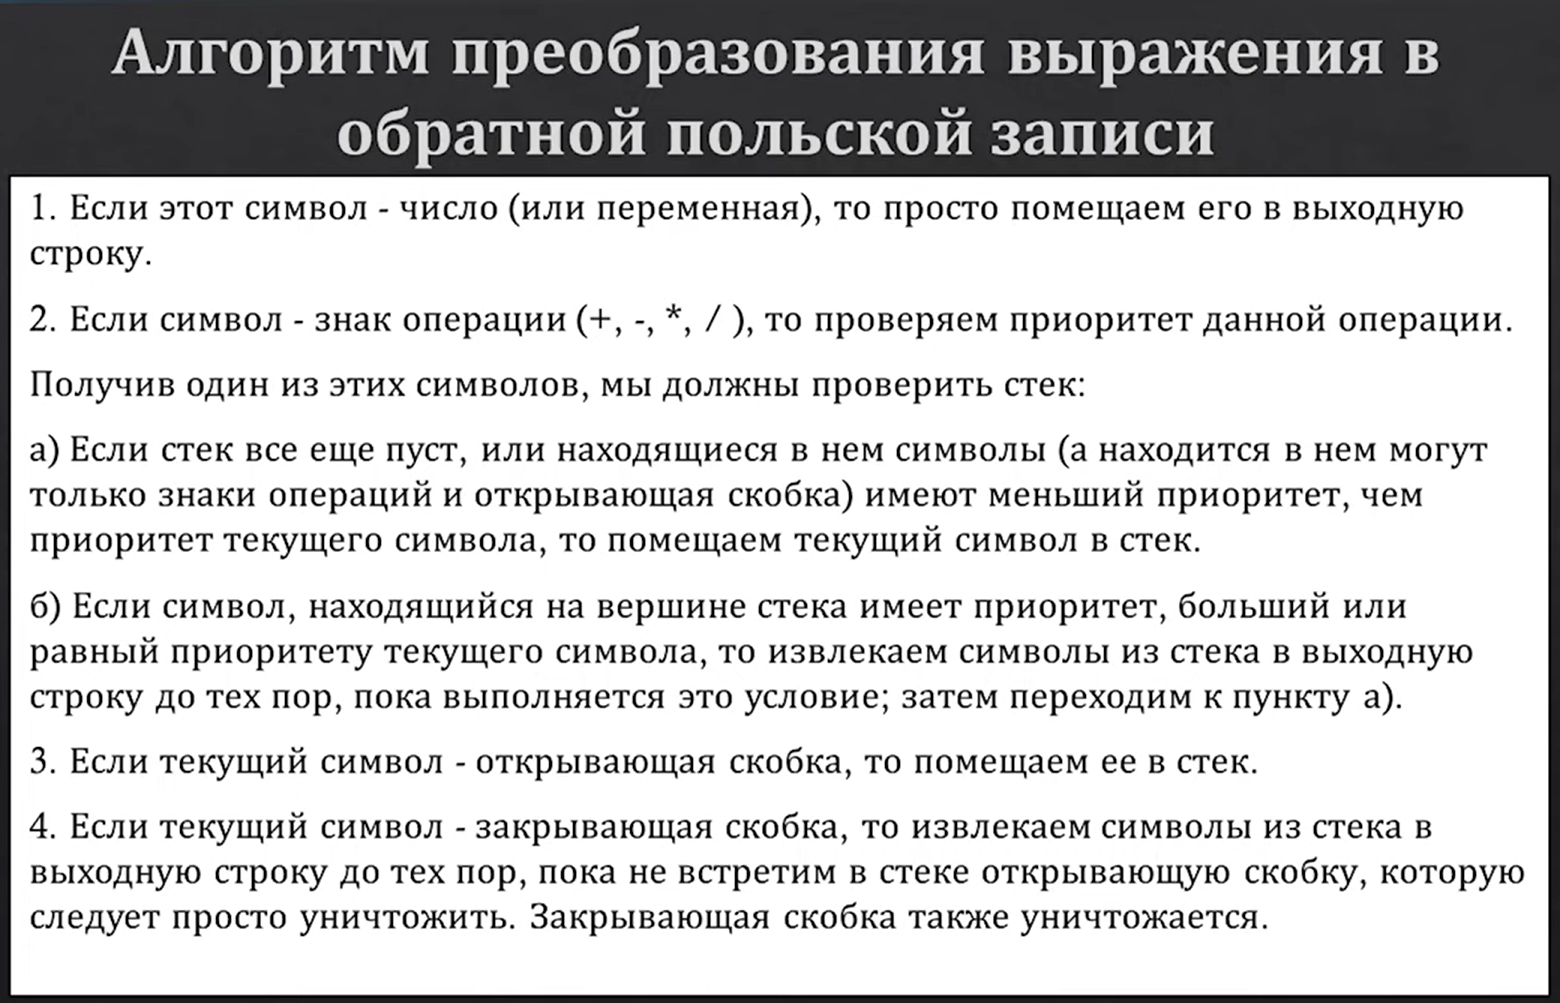 Алгоритм преобразования выражения в
обратной польской записи
1. Если этот символ - число (или переменная), то просто помещаем его в выходную
строку.
2. Если символ - знак операции (+, -, *, / ), то проверяем приоритет данной операции.
Получив один из этих символов, мы должны проверить стек:
а) Если стек все еще пуст, или находящиеся в нем символы (а находится в нем могут
только знаки операций и открывающая скобка) имеют меньший приоритет, чем
приоритет текущего символа, то помещаем текущий символ в стек.
б) Если символ, находящийся на вершине стека имеет приоритет, больший или
равный приоритету текущего символа, то извлекаем символы из стека в выходную
строку до тех пор, пока выполняется это условие; затем переходим к пункту а).
3. Если текущий символ - открывающая скобка, то помещаем ее в стек.
4. Если текущий символ - закрывающая скобка, то извлекаем символы из стека в
выходную строку до тех пор, пока не встретим в стеке открывающую скобку, которую
следует просто уничтожить. Закрывающая скобка также уничтожается.